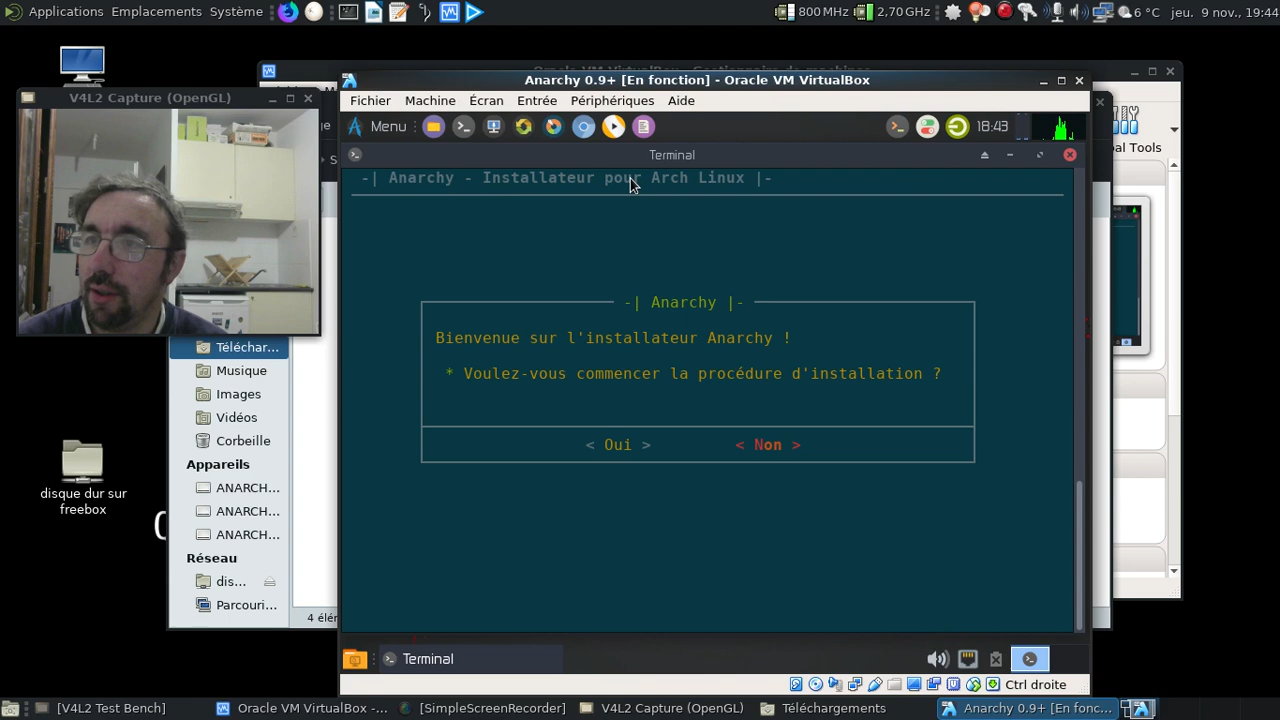 Applications Emplacements Système
800 MHz 2,70 GHz 6 °C jeu. 9 nov., 19:44
Anarchy 0.9+ [En fonction] - Oracle VM VirtualBox
V4L2 Capture (OpenGL)
Fichier Machine Écran Entrée Périphériques Aide
Menu 18:43
Terminal
-| Anarchy - Installateur pour Arch Linux |-
-| Anarchy |-
Bienvenue sur l'installateur Anarchy !
* Voulez-vous commencer la procédure d'installation ?
< Oui > < Non >
Téléchar...
Musique
Images
Vidéos
Corbeille
Appareils
ANARCH...
ANARCH...
ANARCH...
Réseau
dis...
Parcouri...
4 élér
disque dur sur
freebox
Tools
Terminal
Ctrl droite
[V4L2 Test Bench] Oracle VM VirtualBox -... [SimpleScreenRecorder] V4L2 Capture (OpenGL) Téléchargements Anarchy 0.9+ [En fonc...